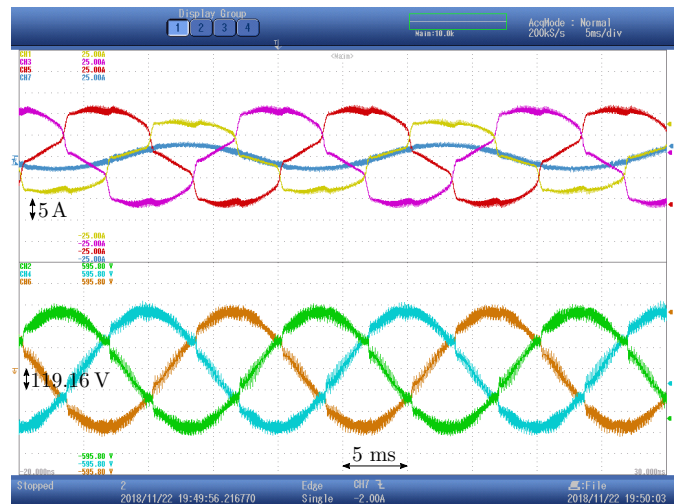 Display Group
1 2 3 4
Main:10.0k
AcqMode : Normal
200kS/s 5ms/div
<Main>
CH1 25.00A
CH3 25.00A
CH5 25.00A
CH7 25.00A
5 A
-25.00A
-25.00A
-25.00A
-25.00A
CH2 595.80 V
CH4 595.80 V
CH6 595.80 V
119.16 V
5 ms
-595.80 V
-595.80 V
-595.80 V
-20.000ms 30.000ms
Stopped 2 Edge CH7 :File
2018/11/22 19:49:56.216770 Single -2.00A 2018/11/22 19:50:03